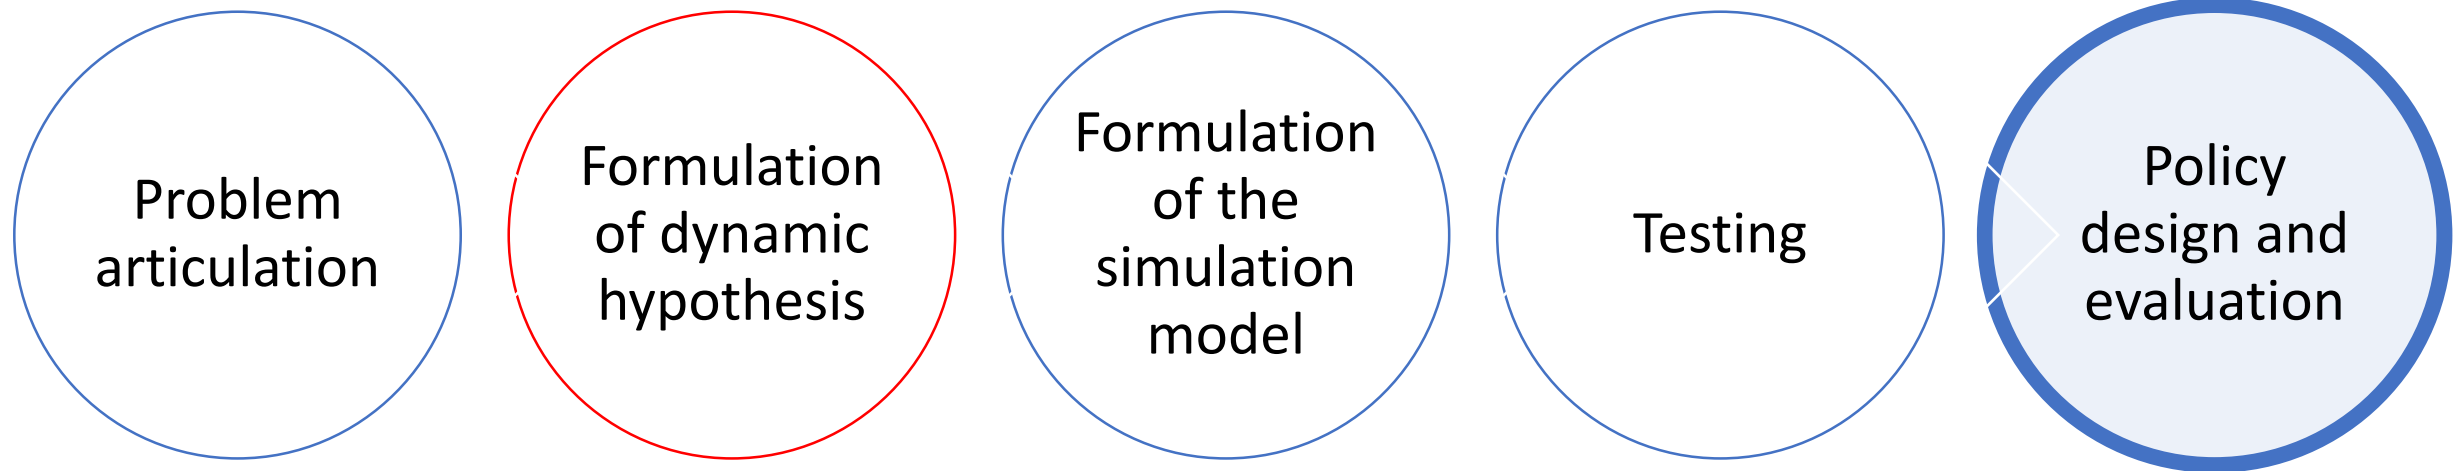 Problem
articulation
Formulation
of dynamic
hypothesis
Formulation
of the
simulation
model
Testing
Policy
design and
evaluation